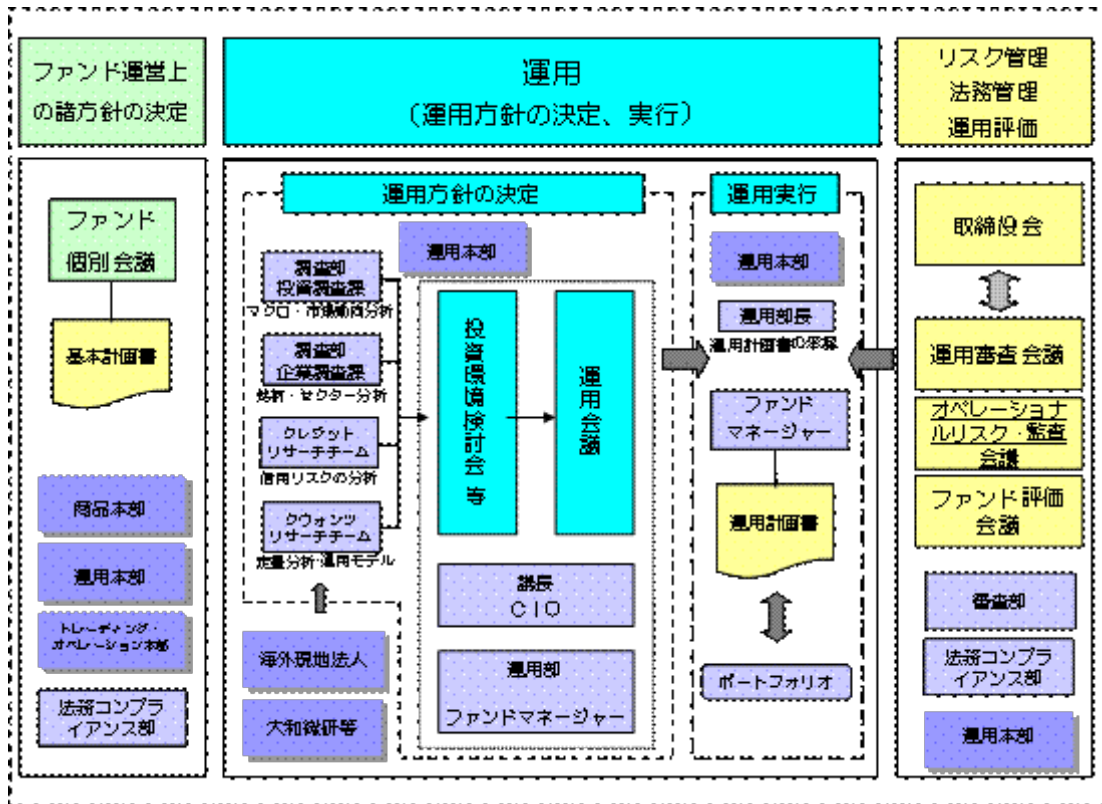 ファンド運営上
の諸方針の決定
運用
(運用方針の決定、実行)
リスク管理
法務管理
運用評価
ファンド
個別会議
基本計画書
商品本部
運用本部
トレーディング・
オペレーション本部
法務コンプラ
イアンス部
運用方針の決定
運用本部
調査部
投資調査課
マクロ・市場動向分析
調査部
企業調査課
銘柄・セクター分析
クレジット
リサーチチーム
信用リスクの分析
クウォンツ
リサーチチーム
定量分析・運用モデル
海外現地法人
大和総研等
投資環境検討会 等
運用会議
議長
CIO
運用部
ファンドマネージャー
運用実行
運用本部
運用部長
運用計画書の承認
ファンド
マネージャー
運用計画書
ポートフォリオ
取締役会
運用審査会議
オペレーショナ
ルリスク・監査
会議
ファンド評価
会議
審査部
法務コンプラ
イアンス部
運用本部